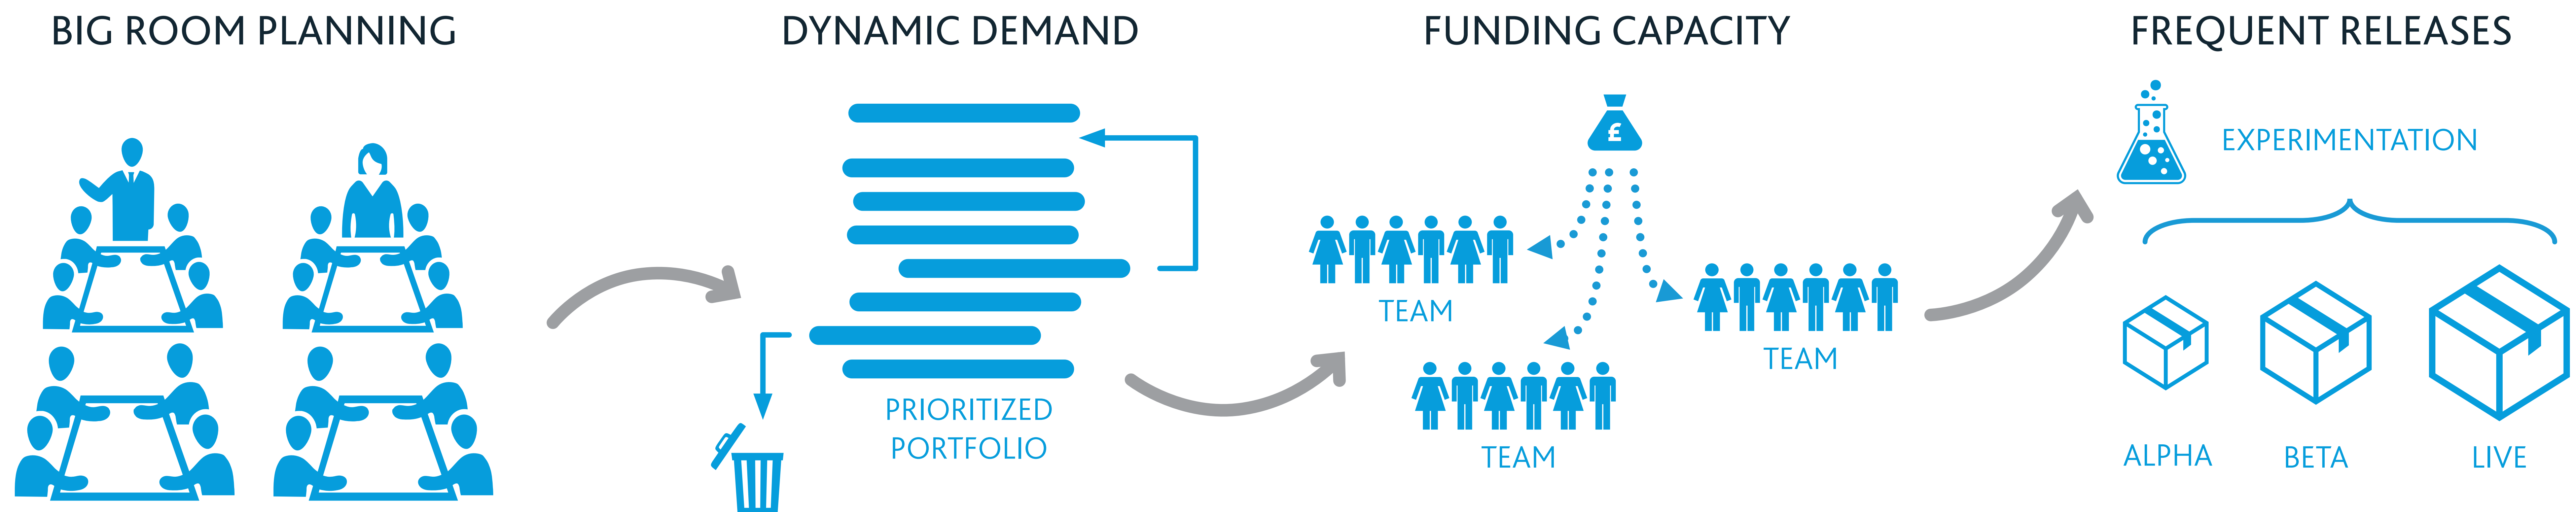 BIG ROOM PLANNING
DYNAMIC DEMAND
PRIORITIZED
PORTFOLIO
FUNDING CAPACITY
£
TEAM
TEAM
TEAM
FREQUENT RELEASES
EXPERIMENTATION
ALPHA
BETA
LIVE